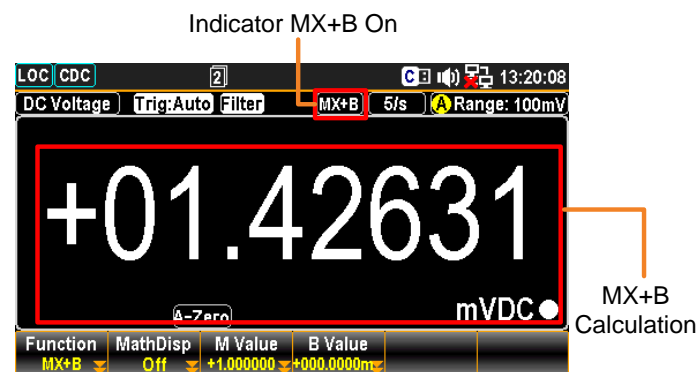 Indicator MX+B On
LOC CDC 2 C 13:20:08
DC Voltage Trig:Auto Filter MX+B 5/s A Range: 100mV
+01.42631
A-Zero mVDC
MX+B
Calculation
Function MathDisp M Value B Value
MX+B Off +1.000000 +000.0000m